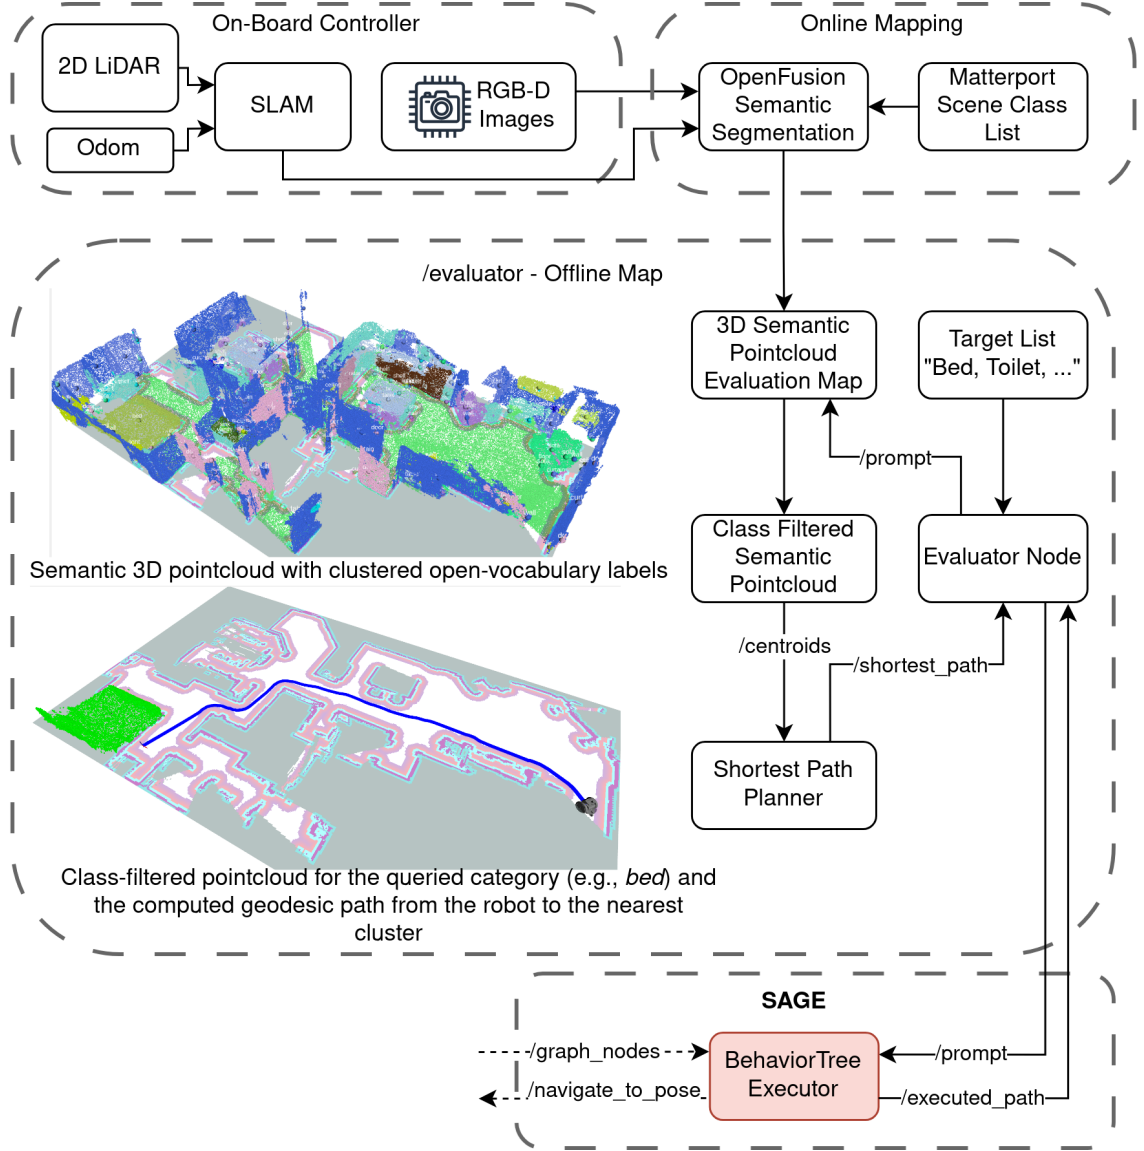 On-Board Controller
Online Mapping
2D LiDAR
SLAM
Odom
RGB-D
Images
OpenFusion
Semantic
Segmentation
Matterport
Scene Class
List
/evaluator - Offline Map
3D Semantic
Pointcloud
Evaluation Map
Target List
"Bed, Toilet, ..."
/prompt
Semantic 3D pointcloud with clustered open-vocabulary labels
Class Filtered
Semantic
Pointcloud
Evaluator Node
/centroids
/shortest_path
Shortest Path
Planner
Class-filtered pointcloud for the queried category (e.g., bed) and
the computed geodesic path from the robot to the nearest
cluster
SAGE
/graph_nodes
/navigate_to_pose
BehaviorTree
Executor
/prompt
/executed_path